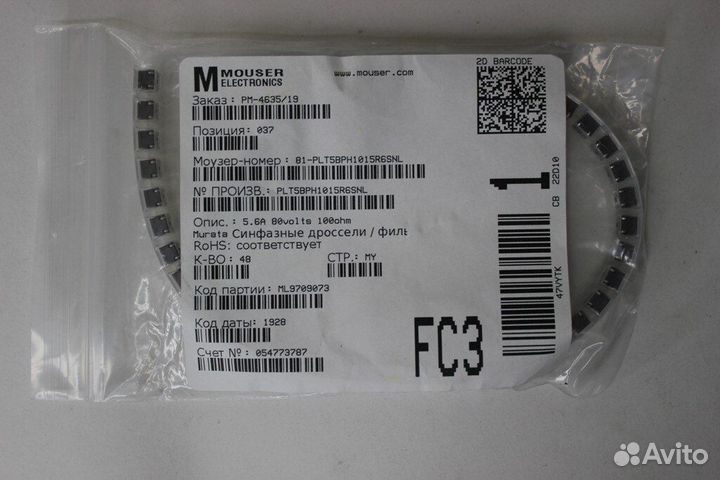 MOUSER
ELECTRONICS
www.mouser.com
2D BARCODE
Заказ : PM-4635/19
Позиция : 037
Моузер-номер : 81-PLT5BPH1015R6SNL
№ ПРОИЗВ.: PLT5BPH1015R6SNL
Опис. : 5.6A 80volts 100ohm
Murata Синфазные дроссели / филь
RoHS: соответствует
К-ВО : 48
СТР.: MY
Код партии : ML9709073
Код даты : 1928
Счет № : 054773787
1
CB 22D10
47VVYTK
FC3
Avito